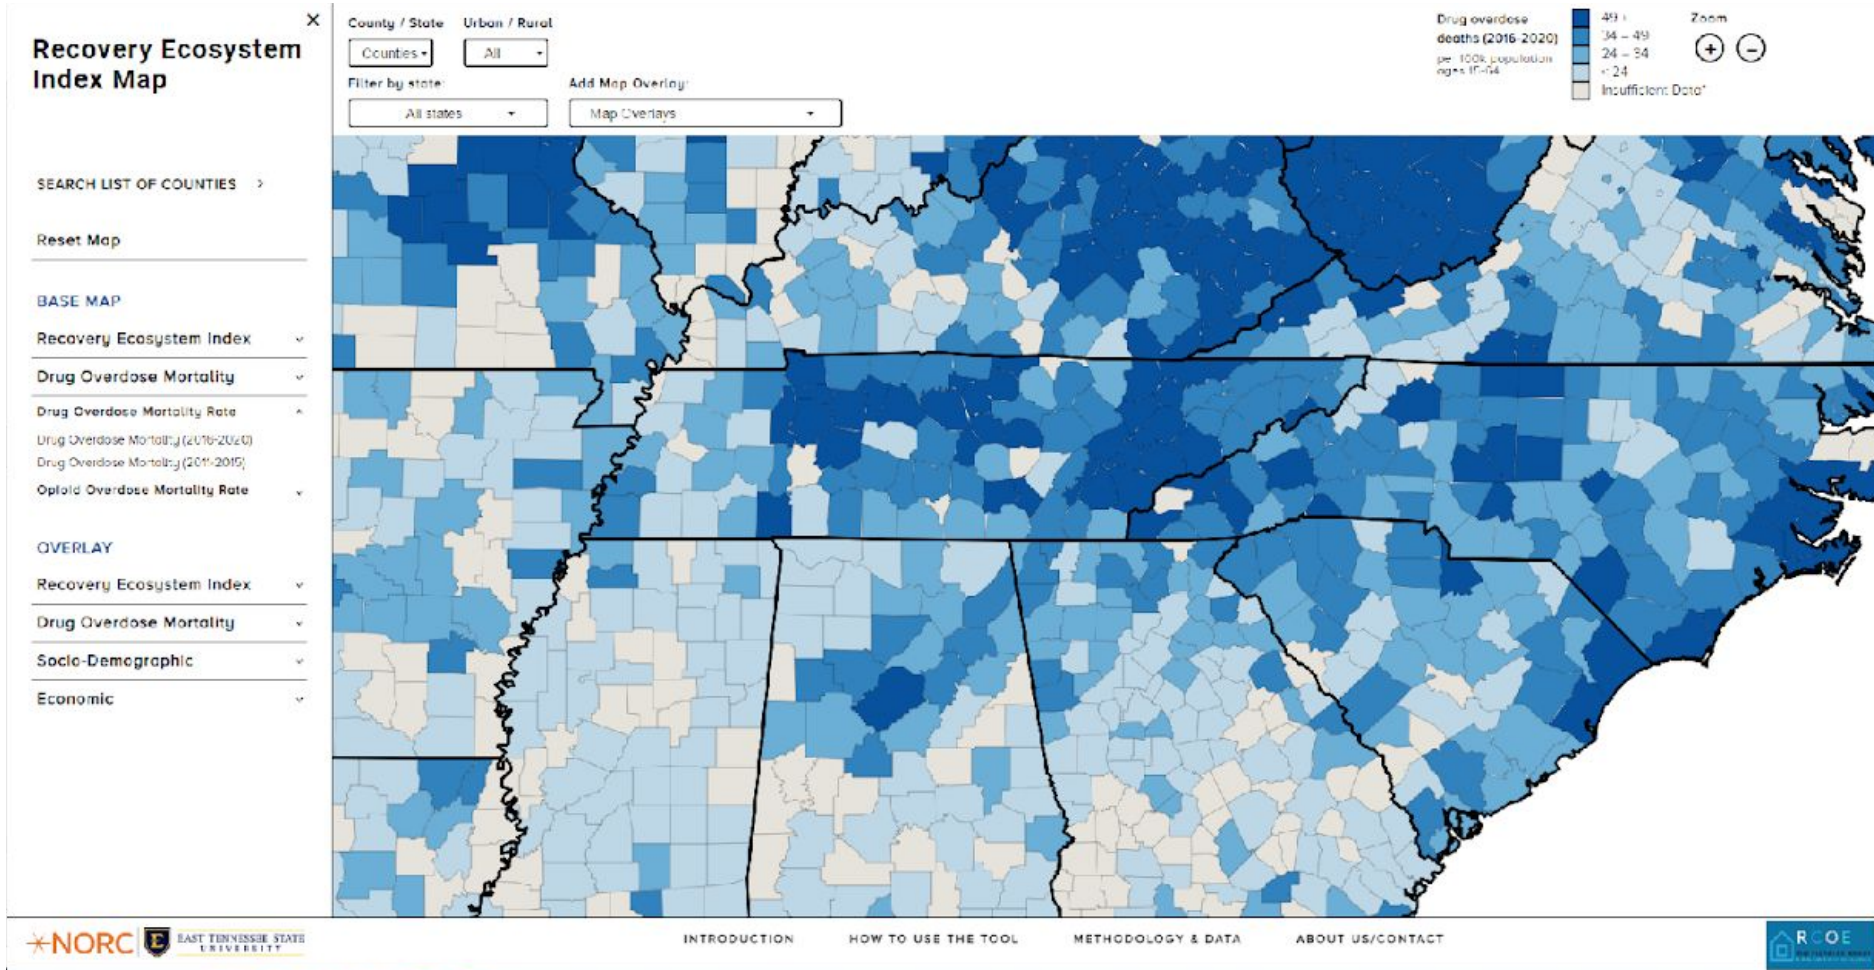 ×
Recovery Ecosystem
Index Map
SEARCH LIST OF COUNTIES >
Reset Map
BASE MAP
Recovery Ecosystem Index
Drug Overdose Mortality
Drug Overdose Mortality Rate
Drug Overdose Mortality (2016-2020)
Drug Overdose Mortality (2011-2015)
Opioid Overdose Mortality Rate
OVERLAY
Recovery Ecosystem Index
Drug Overdose Mortality
Socio-Demographic
Economic
County / State Urban / Rural
Counties All
Filter by state: Add Map Overlay:
All states Map Overlays
Drug overdose
deaths (2016-2020)
per 100k population
ages 15-64
49+
34 – 49
24 – 34
< 24
Insufficient Data*
Zoom
+ −
NORC
E
EAST TENNESSEE STATE
UNIVERSITY
INTRODUCTION HOW TO USE THE TOOL METHODOLOGY & DATA ABOUT US/CONTACT
RCOE